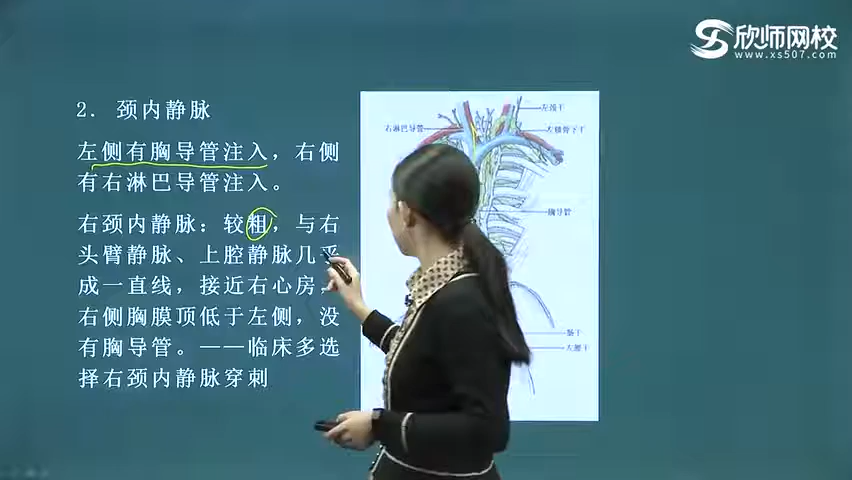 欣师网校
www.xs507.com
2. 颈内静脉
左侧有胸导管注入，右侧
有右淋巴导管注入。
右颈内静脉：较粗，与右
头臂静脉、上腔静脉几乎
成一直线，接近右心房，
右侧胸膜顶低于左侧，没
有胸导管。——临床多选
择右颈内静脉穿刺
左颈干
右淋巴导管
左锁骨下干
胸导管
肠干
左腰干